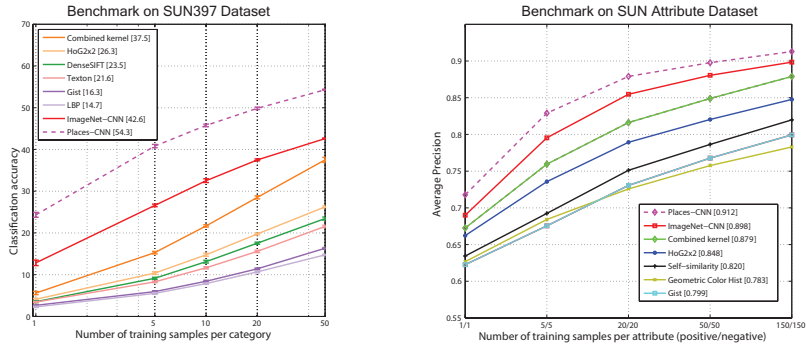 Benchmark on SUN397 Dataset
Classification accuracy
70
60
50
40
30
20
10
0
Combined kernel [37.5]
HoG2x2 [26.3]
DenseSIFT [23.5]
Texton [21.6]
Gist [16.3]
LBP [14.7]
ImageNet−CNN [42.6]
Places−CNN [54.3]
1 5 10 20 50
Number of training samples per category
Benchmark on SUN Attribute Dataset
Average Precision
0.9
0.85
0.8
0.75
0.7
0.65
0.6
0.55
Places−CNN [0.912]
ImageNet−CNN [0.898]
Combined kernel [0.879]
HoG2x2 [0.848]
Self−similarity [0.820]
Geometric Color Hist [0.783]
Gist [0.799]
1/1 5/5 20/20 50/50 150/150
Number of training samples per attribute (positive/negative)